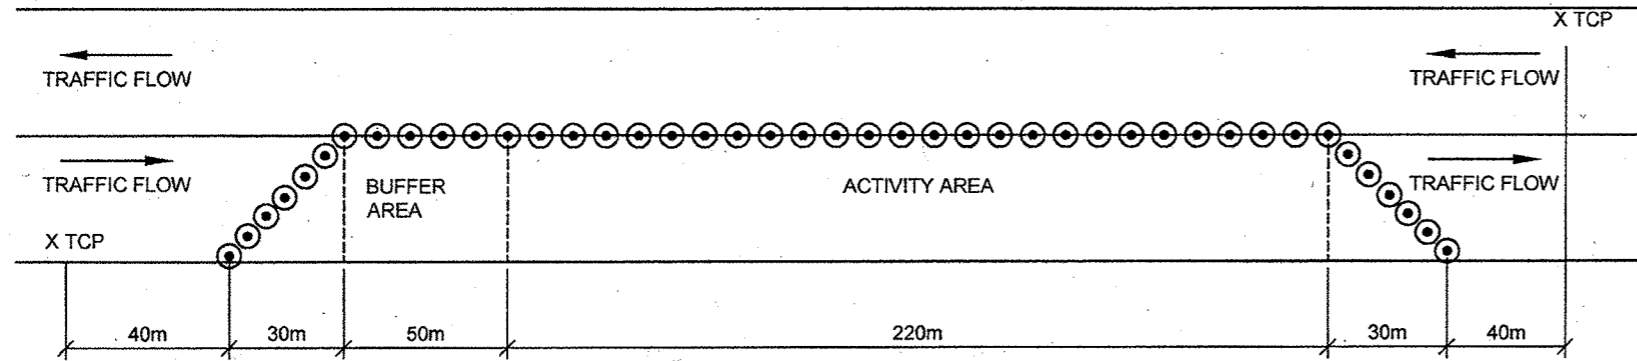 X TCP
TRAFFIC FLOW
TRAFFIC FLOW
TRAFFIC FLOW
BUFFER
AREA
ACTIVITY AREA
TRAFFIC FLOW
X TCP
40m
30m
50m
220m
30m
40m